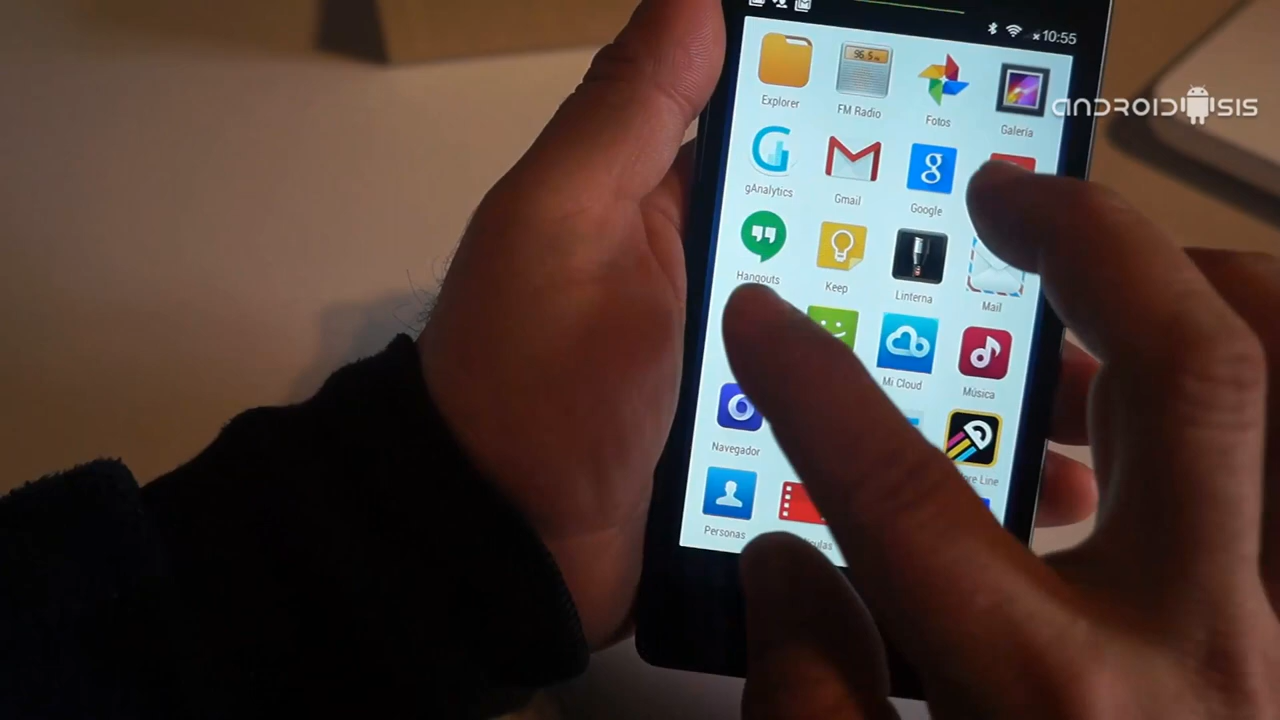 10:55
96.5
Explorer
FM Radio
Fotos
Galería
ANDROIDSIS
gAnalytics
Gmail
g
Google
Hangouts
Keep
Linterna
Mail
Mi Cloud
Música
Navegador
Line
Personas